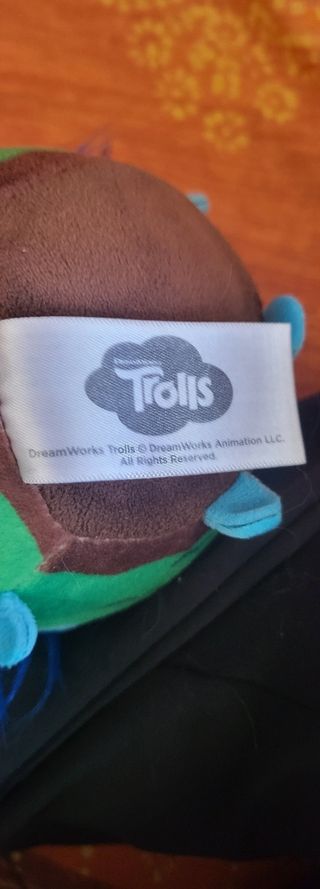 DREAMWORKS
Trolls
DreamWorks Trolls © DreamWorks Animation LLC.
All Rights Reserved.